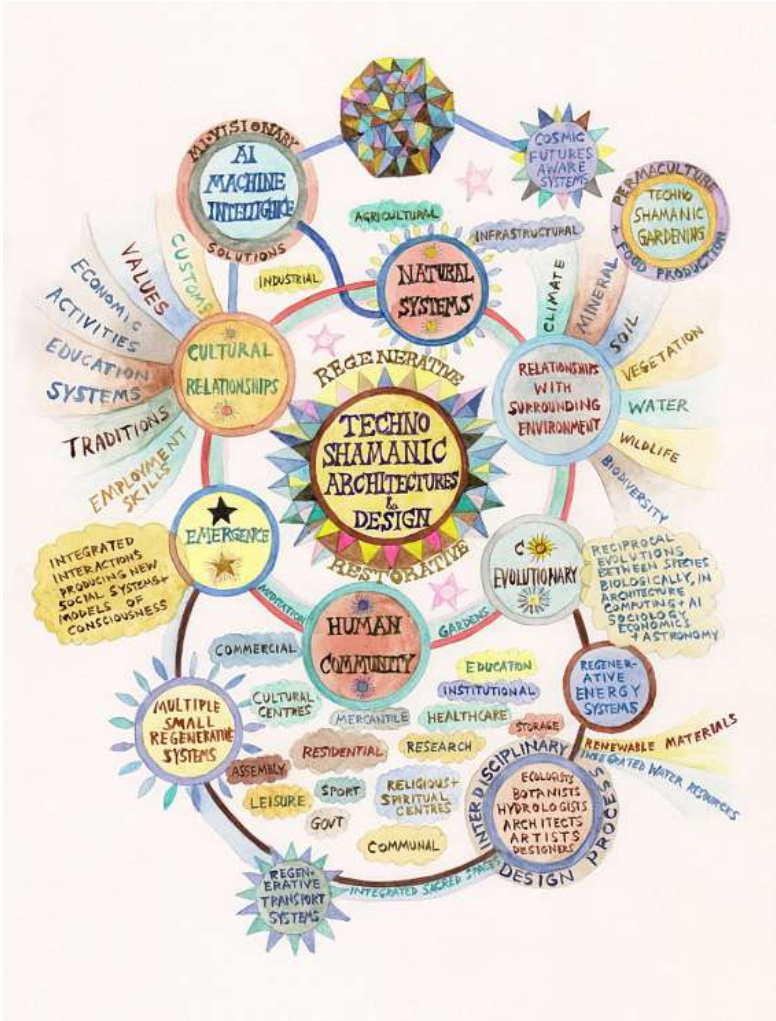 MULVISIONARY
AI
MACHINE
INTELLIGENCE
SOLUTIONS
COSMIC
FUTURES
AWARE
SYSTEMS
PERMACULTURE
+ FOOD PRODUCTION
TECHNO
SHAMANIC
GARDENING
AGRICULTURAL
INFRASTRUCTURAL
INDUSTRIAL
NATURAL
SYSTEMS
CUSTOMS
VALUES
ECONOMIC
ACTIVITIES
EDUCATION
SYSTEMS
TRADITIONS
EMPLOYMENT
SKILLS
CULTURAL
RELATIONSHIPS
CLIMATE
MINERAL
SOIL
VEGETATION
WATER
WILDLIFE
BIODIVERSITY
RELATIONSHIPS
WITH
SURROUNDING
ENVIRONMENT
REGENERATIVE
TECHNO
SHAMANIC
ARCHITECTURES
&
DESIGN
RESTORATIVE
EMERGENCE
INTEGRATED
INTERACTIONS
PRODUCING NEW
SOCIAL SYSTEMS+
MODELS OF
CONSCIOUSNESS
CO
EVOLUTIONARY
RECIPROCAL
EVOLUTIONS
BETWEEN SPECIES
BIOLOGICALLY, IN
ARCHITECTURE
COMPUTING + AI
SOCIOLOGY
ECONOMICS
+ ASTRONOMY
MEDITATION
GARDENS
HUMAN
COMMUNITY
COMMERCIAL
CULTURAL
CENTRES
MERCANTILE
EDUCATION
INSTITUTIONAL
HEALTHCARE
STORAGE
RESIDENTIAL
RESEARCH
ASSEMBLY
LEISURE
SPORT
RELIGIOUS+
SPIRITUAL
CENTRES
GOVT
COMMUNAL
MULTIPLE
SMALL
REGENERATIVE
SYSTEMS
REGENER-
ATIVE
ENERGY
SYSTEMS
RENEWABLE MATERIALS
INTEGRATED WATER RESOURCES
INTERDISCIPLINARY
DESIGN PROCESS
ECOLOGISTS
BOTANISTS
HYDROLOGISTS
ARCHITECTS
ARTISTS
DESIGNERS
REGEN-
ERATIVE
TRANSPORT
SYSTEMS
INTEGRATED SACRED SPACES